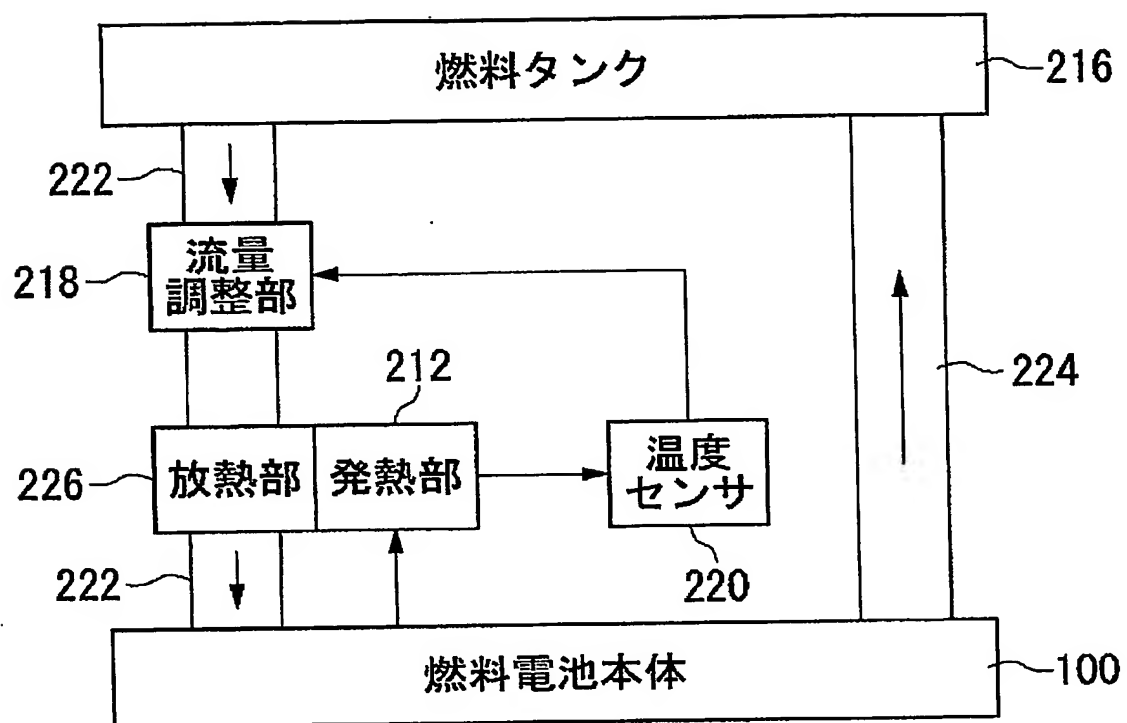 燃料タンク
216
222
流量
調整部
218
212
224
放熱部
発熱部
温度
センサ
226
220
222
燃料電池本体
100